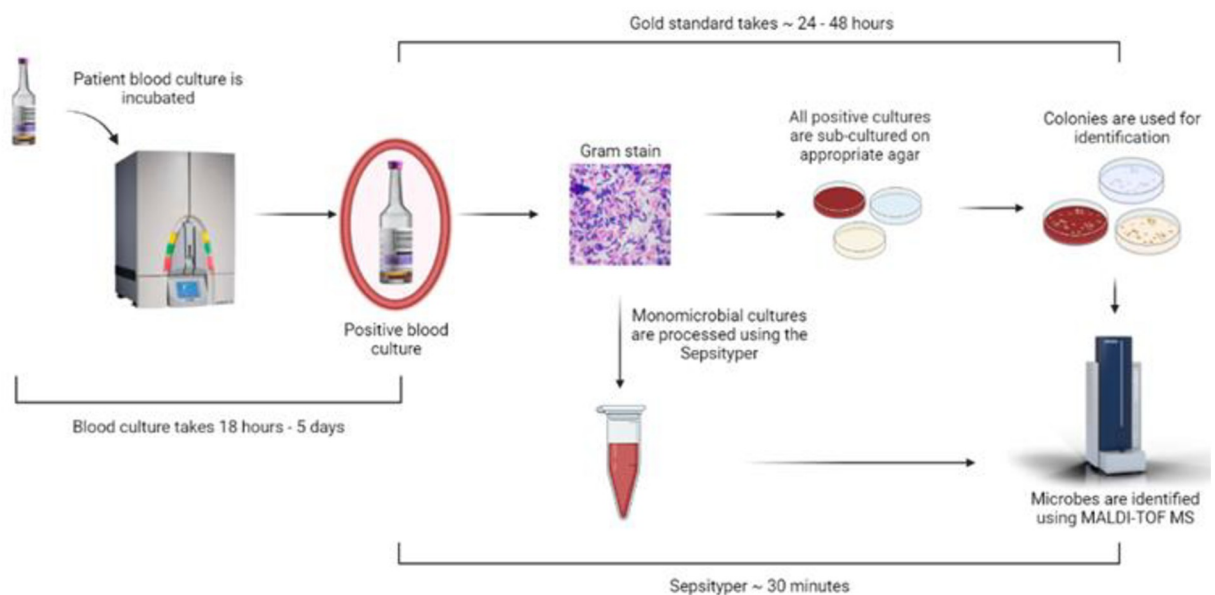 Gold standard takes ~ 24 - 48 hours
Patient blood culture is
incubated
Gram stain
All positive cultures
are sub-cultured on
appropriate agar
Colonies are used for
identification
Positive blood
culture
Monomicrobial cultures
are processed using the
Sepsityper
Blood culture takes 18 hours - 5 days
Microbes are identified
using MALDI-TOF MS
Sepsityper ~ 30 minutes